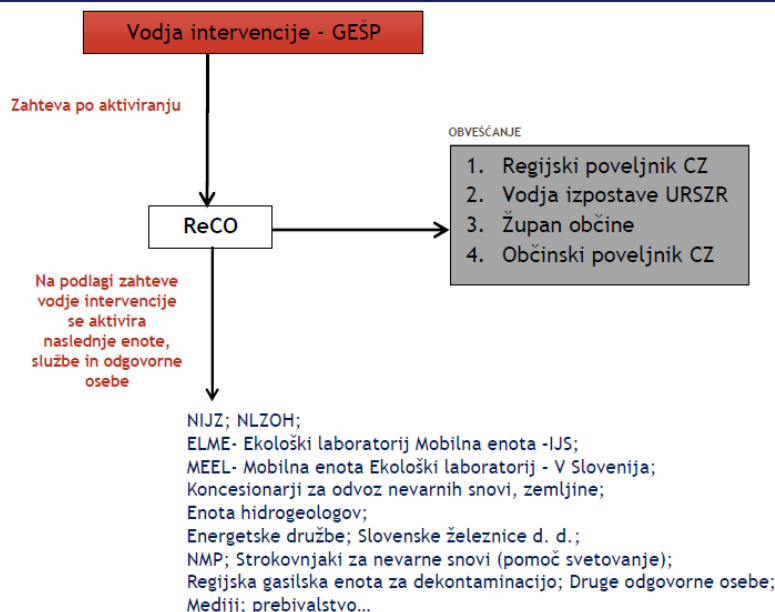 Vodja intervencije - GEŠP
Zahteva po aktiviranju
OBVEŠČANJE
1. Regijski poveljnik CZ
2. Vodja izpostave URSZR
3. Župan občine
4. Občinski poveljnik CZ
ReCO
Na podlagi zahteve
vodje intervencije
se aktivira
naslednje enote,
službe in odgovorne
osebe
NIJZ; NLZOH;
ELME- Ekološki laboratorij Mobilna enota -IJS;
MEEL- Mobilna enota Ekološki laboratorij - V Slovenija;
Koncesionarji za odvoz nevarnih snovi, zemljine;
Enota hidrogeologov;
Energetske družbe; Slovenske železnice d. d.;
NMP; Strokovnjaki za nevarne snovi (pomoč svetovanje);
Regijska gasilska enota za dekontaminacijo; Druge odgovorne osebe;
Mediji; prebivalstvo…